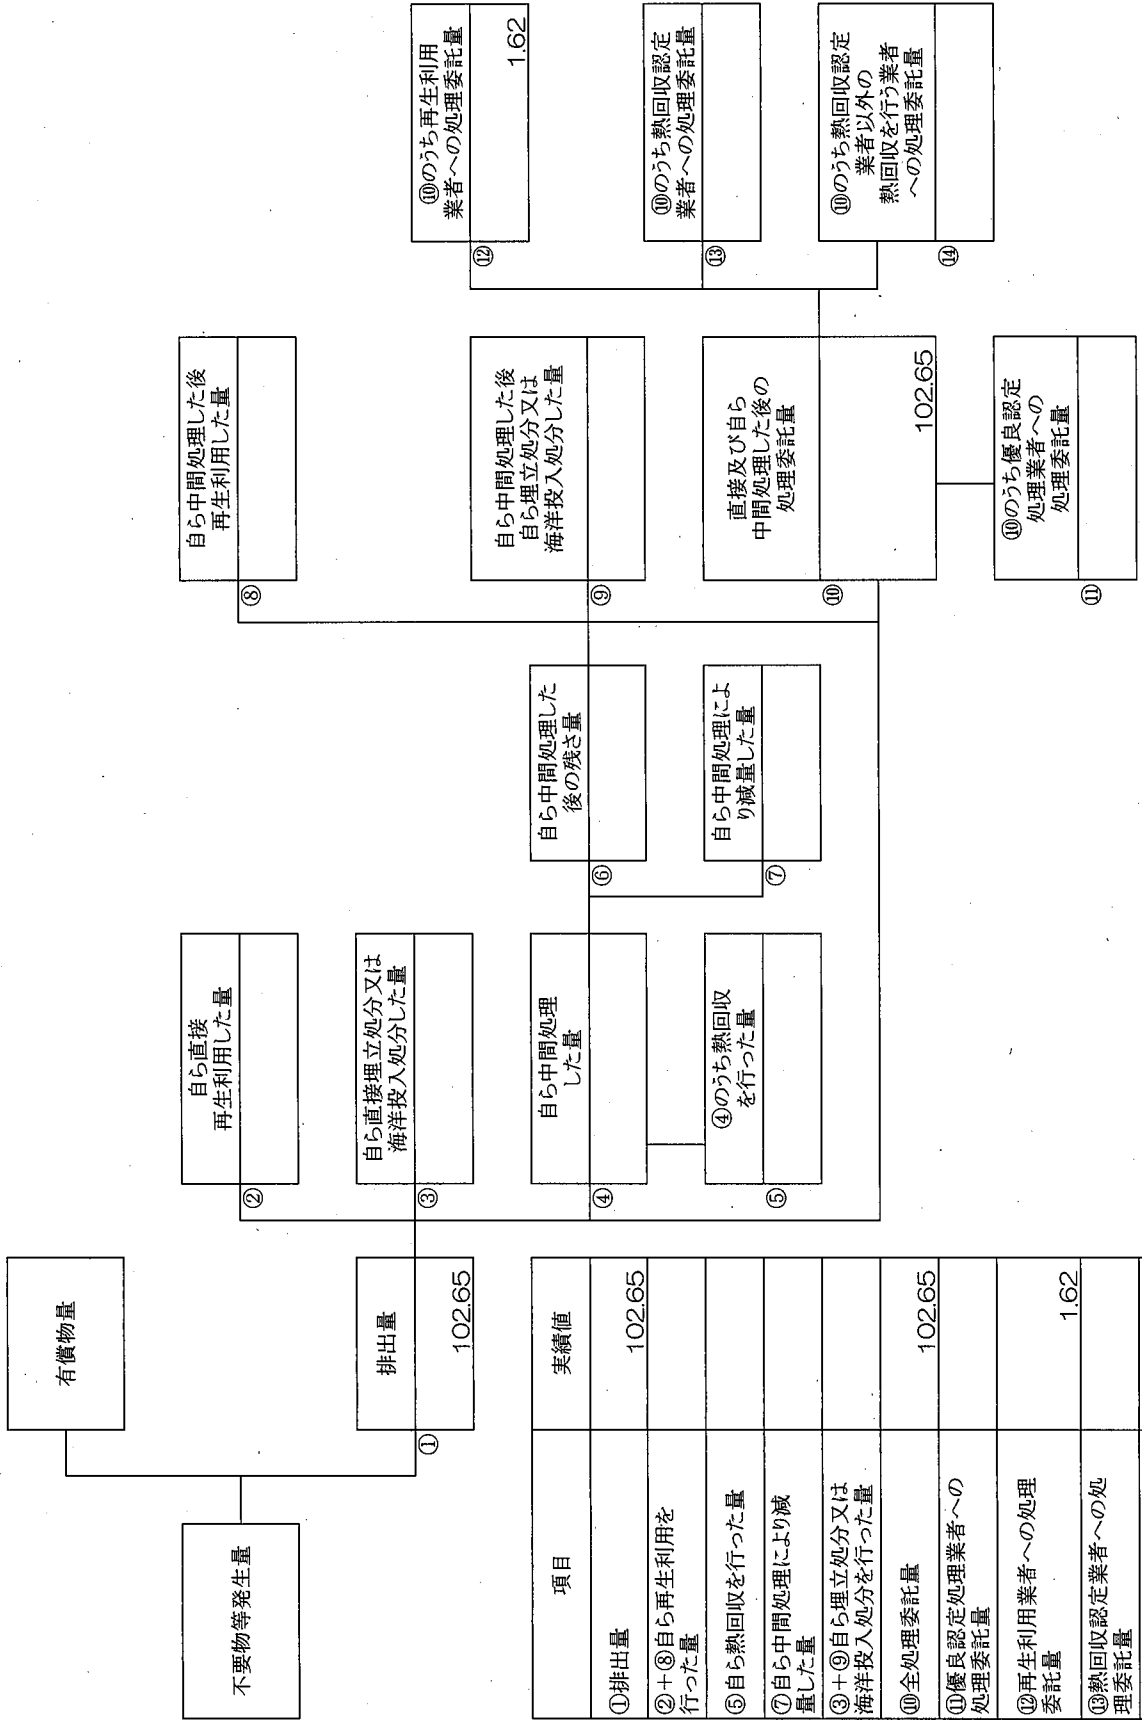 有償物量
不要物等発生量
排出量
①
102.65
自ら直接
再生利用した量
②
自ら直接埋立処分又は
海洋投入処分した量
③
自ら中間処理
した量
④
④のうち熱回収
を行った量
⑤
自ら中間処理した
後の残さ量
⑥
自ら中間処理によ
り減量した量
⑦
自ら中間処理した後
再生利用した量
⑧
自ら中間処理した後
自ら埋立処分又は
海洋投入処分した量
⑨
直接及び自ら
中間処理した後の
処理委託量
⑩
102.65
⑩のうち優良認定
処理業者への
処理委託量
⑪
⑩のうち再生利用
業者への処理委託量
⑫
1.62
⑩のうち熱回収認定
業者への処理委託量
⑬
⑩のうち熱回収認定
業者以外の
熱回収を行う業者
への処理委託量
⑭
項目
実績値
①排出量
102.65
②+⑧自ら再生利用を
行った量
⑤自ら熱回収を行った量
⑦自ら中間処理により減
量した量
③+⑨自ら埋立処分又は
海洋投入処分を行った量
⑩全処理委託量
102.65
⑪優良認定処理業者への
処理委託量
⑫再生利用業者への処理
委託量
1.62
⑬熱回収認定業者への処
理委託量